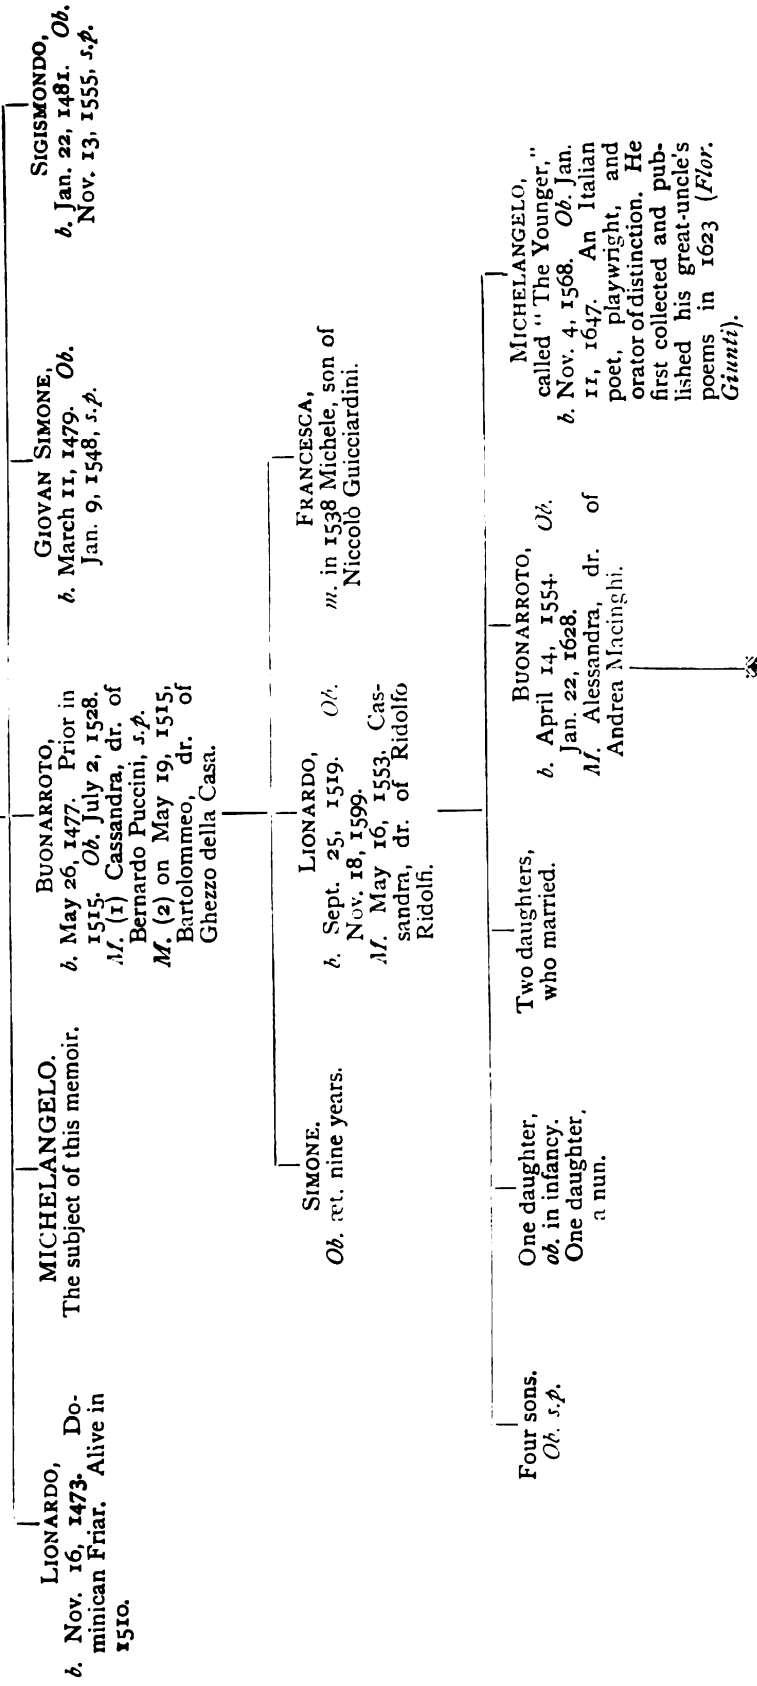 LIONARDO,
b. Nov. 16, 1473. Do-
minican Friar. Alive in
1510.
MICHELANGELO.
The subject of this memoir.
BUONARROTO,
b. May 26, 1477. Prior in
1515. Ob. July 2, 1528.
M. (1) Cassandra, dr. of
Bernardo Puccini, s.p.
M. (2) on May 19, 1515,
Bartolommeo, dr. of
Ghezzo della Casa.
GIOVAN SIMONE,
b. March 11, 1479. Ob.
Jan. 9, 1548, s.p.
SIGISMONDO,
b. Jan. 22, 1481. Ob.
Nov. 13, 1555, s.p.
SIMONE.
Ob. æt. nine years.
LIONARDO,
b. Sept. 25, 1519. Ob.
Nov. 18, 1599.
M. May 16, 1553, Cas-
sandra, dr. of Ridolfo
Ridolfi.
FRANCESCA,
m. in 1538 Michele, son of
Niccolò Guicciardini.
Four sons.
Ob. s.p.
One daughter,
ob. in infancy.
One daughter,
a nun.
Two daughters,
who married.
BUONARROTO,
b. April 14, 1554. Ob.
Jan. 22, 1628.
M. Alessandra, dr. of
Andrea Macinghi.
MICHELANGELO,
called "The Younger,"
b. Nov. 4, 1568. Ob. Jan.
11, 1647. An Italian
poet, playwright, and
orator of distinction. He
first collected and pub-
lished his great-uncle's
poems in 1623 (Flor.
Giunti).